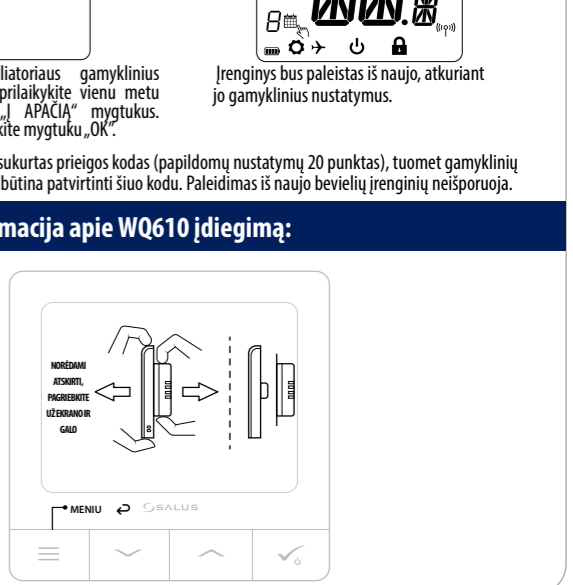 liatoriaus gamyklinius
prilaikykite vienu metu
„Į APAČIĄ“ mygtukus.
kite mygtuku „OK“.
Įrenginys bus paleistas iš naujo, atkuriant
jo gamyklinius nustatymus.
sukurtas prieigos kodas (papildomų nustatymų 20 punktas), tuomet gamyklinių
būtina patvirtinti šiuo kodu. Paleidimas iš naujo bevielių įrenginių neišporuoja.
macija apie WQ610 įdiegimą:
NORĖDAMI
ATSKIRTI,
PAGRIEBKITE
UŽ EKRANO IR
GALO
MENIU SALUS